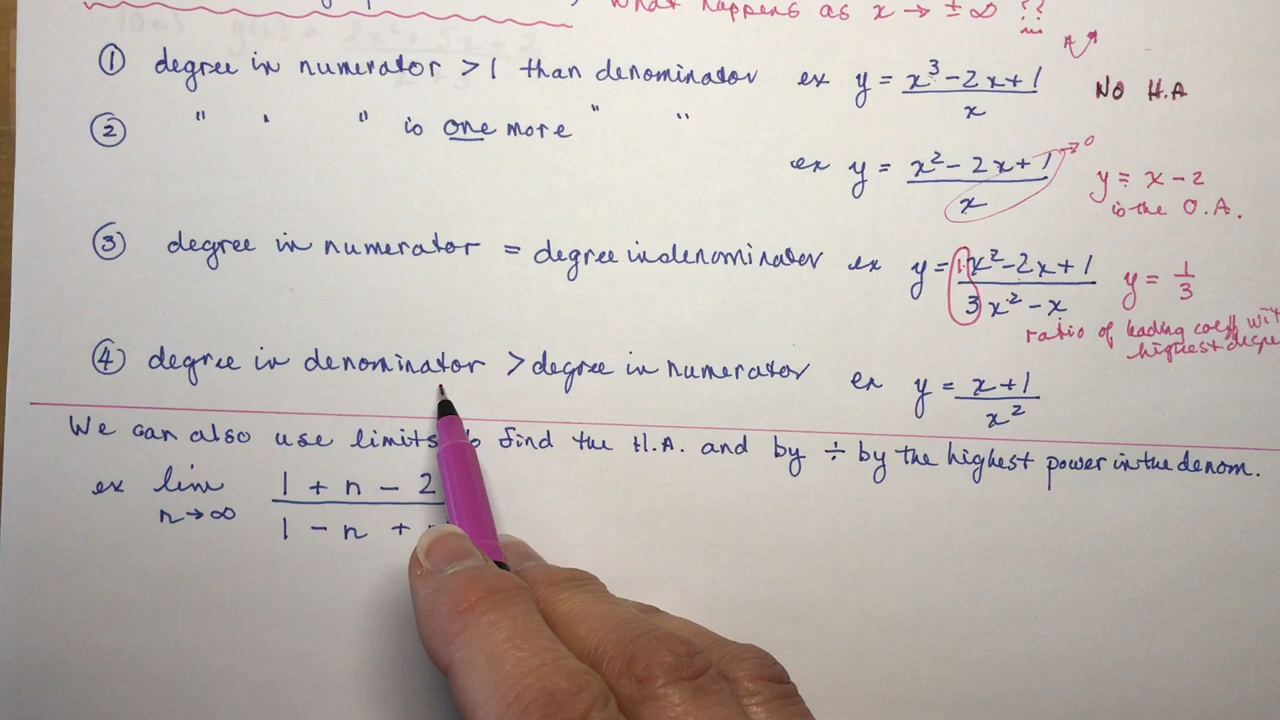 What happens as x → ± ∞ ??
① degree in numerator > 1 than denominator ex y = (x³ - 2x + 1)/x NO H.A
② " " " is one more " "
ex y = (x² - 2x + 1)/x → 0 y = x - 2
is the O.A.
③ degree in numerator = degree in denominator ex y = (1x² - 2x + 1)/(3x² - x) y = 1/3
ratio of leading coeff wit
highest degre
④ degree in denominator > degree in numerator ex y = (x + 1)/x²
We can also use limits to find the H.A. and by ÷ by the highest power in the denom.
ex lim n→∞ (1 + n - 2)/(1 - n +